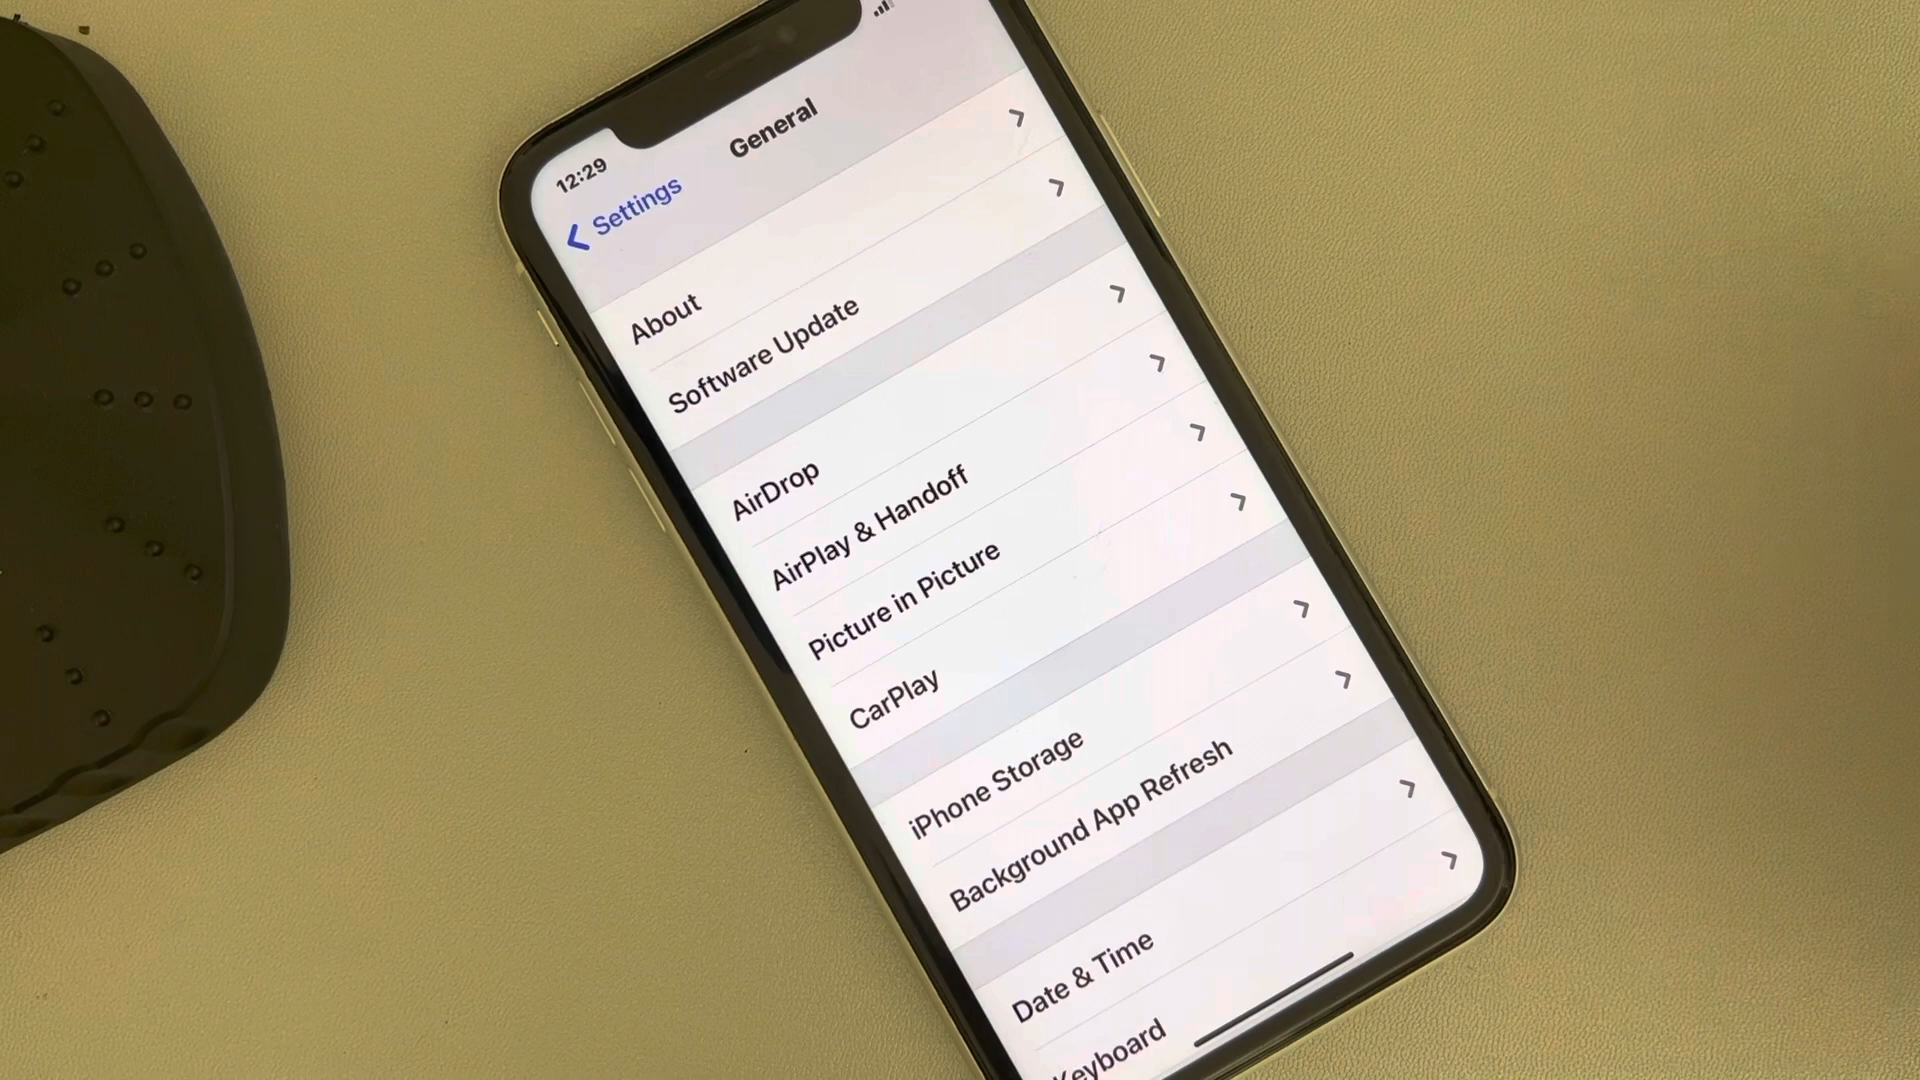 12:29
Settings
General
About
Software Update
AirDrop
AirPlay & Handoff
Picture in Picture
CarPlay
iPhone Storage
Background App Refresh
Date & Time
Keyboard